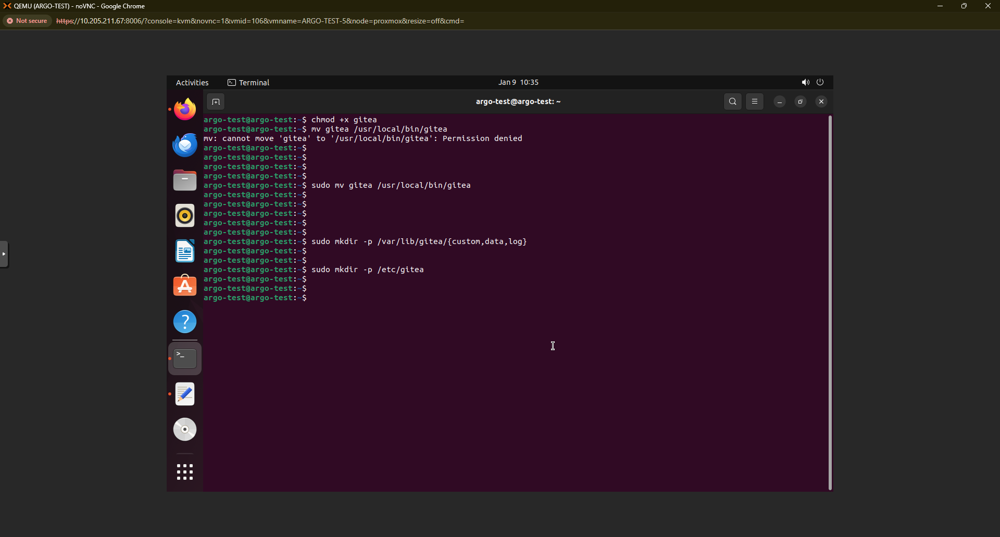 QEMU (ARGO-TEST) - noVNC - Google Chrome
Not secure https://10.205.211.67:8006/?console=kvm&novnc=1&vmid=106&vmname=ARGO-TEST-5&node=proxmox&resize=off&cmd=
Activities Terminal Jan 9 10:35
argo-test@argo-test: ~
argo-test@argo-test:~$ chmod +x gitea
argo-test@argo-test:~$ mv gitea /usr/local/bin/gitea
mv: cannot move 'gitea' to '/usr/local/bin/gitea': Permission denied
argo-test@argo-test:~$
argo-test@argo-test:~$
argo-test@argo-test:~$
argo-test@argo-test:~$
argo-test@argo-test:~$ sudo mv gitea /usr/local/bin/gitea
argo-test@argo-test:~$
argo-test@argo-test:~$
argo-test@argo-test:~$
argo-test@argo-test:~$
argo-test@argo-test:~$
argo-test@argo-test:~$ sudo mkdir -p /var/lib/gitea/{custom,data,log}
argo-test@argo-test:~$
argo-test@argo-test:~$
argo-test@argo-test:~$ sudo mkdir -p /etc/gitea
argo-test@argo-test:~$
argo-test@argo-test:~$
argo-test@argo-test:~$